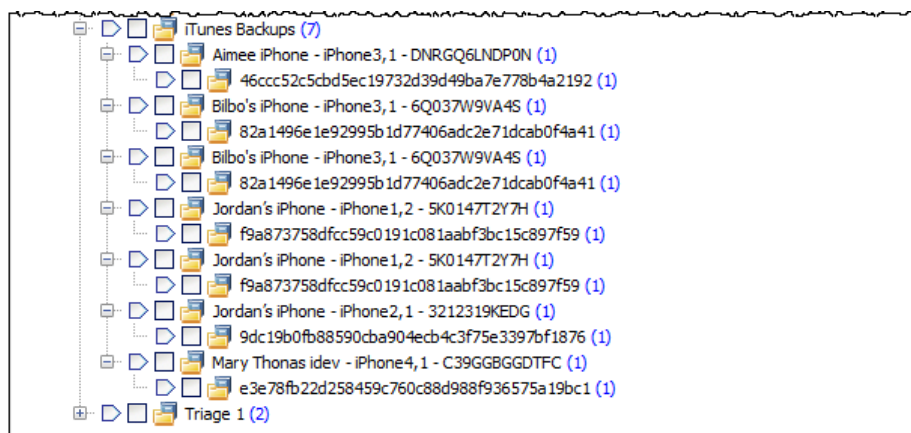 iTunes Backups (7)
Aimee iPhone - iPhone3,1 - DNRGQ6LNDP0N (1)
46ccc52c5cbd5ec19732d39d49ba7e778b4a2192 (1)
Bilbo's iPhone - iPhone3,1 - 6Q037W9VA4S (1)
82a1496e1e92995b1d77406adc2e71dcab0f4a41 (1)
Bilbo's iPhone - iPhone3,1 - 6Q037W9VA4S (1)
82a1496e1e92995b1d77406adc2e71dcab0f4a41 (1)
Jordan’s iPhone - iPhone1,2 - 5K0147T2Y7H (1)
f9a873758dfcc59c0191c081aabf3bc15c897f59 (1)
Jordan’s iPhone - iPhone1,2 - 5K0147T2Y7H (1)
f9a873758dfcc59c0191c081aabf3bc15c897f59 (1)
Jordan’s iPhone - iPhone2,1 - 3212319KEDG (1)
9dc19b0fb88590cba904ecb4c3f75e3397bf1876 (1)
Mary Thomas idev - iPhone4,1 - C39GGBGGDTFC (1)
e3e78fb22d258459c760c88d988f936575a19bc1 (1)
Triage 1 (2)